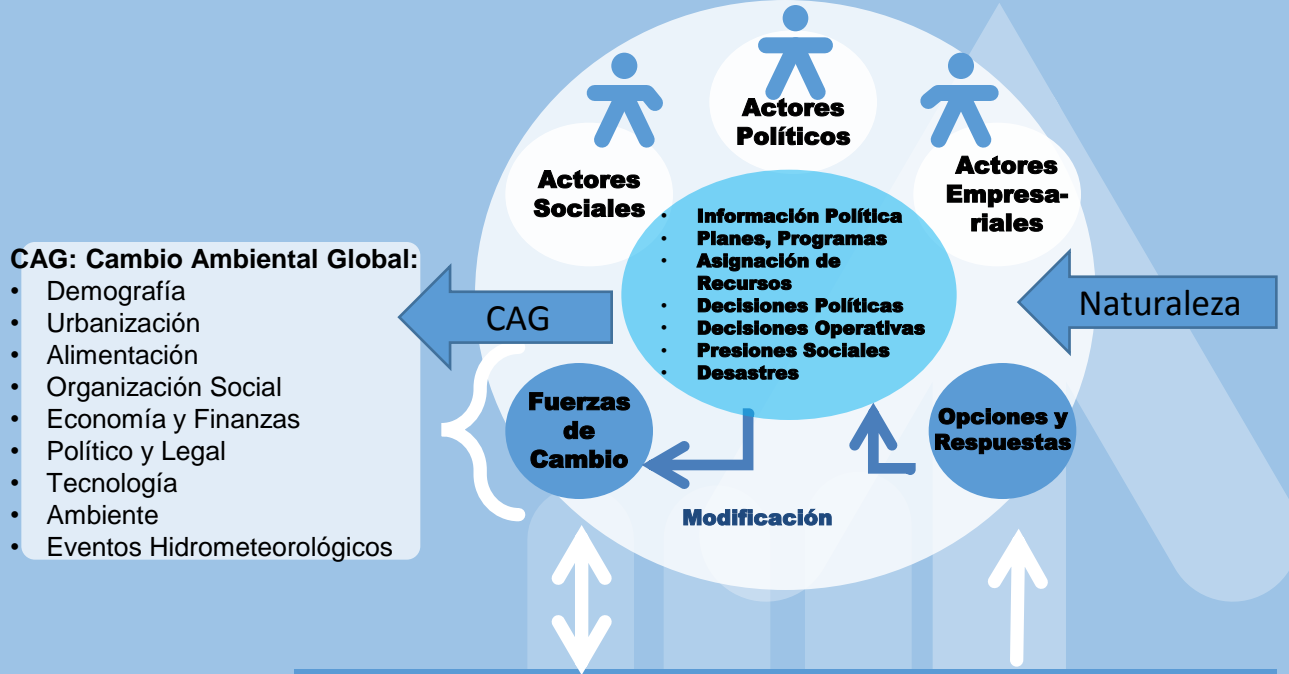 Actores
Políticos
Actores
Sociales
Actores
Empresa-
riales
• Información Política
• Planes, Programas
• Asignación de
Recursos
• Decisiones Políticas
• Decisiones Operativas
• Presiones Sociales
• Desastres
CAG: Cambio Ambiental Global:
• Demografía
• Urbanización
• Alimentación
• Organización Social
• Economía y Finanzas
• Político y Legal
• Tecnología
• Ambiente
• Eventos Hidrometeorológicos
CAG
Naturaleza
Fuerzas
de
Cambio
Opciones y
Respuestas
Modificación